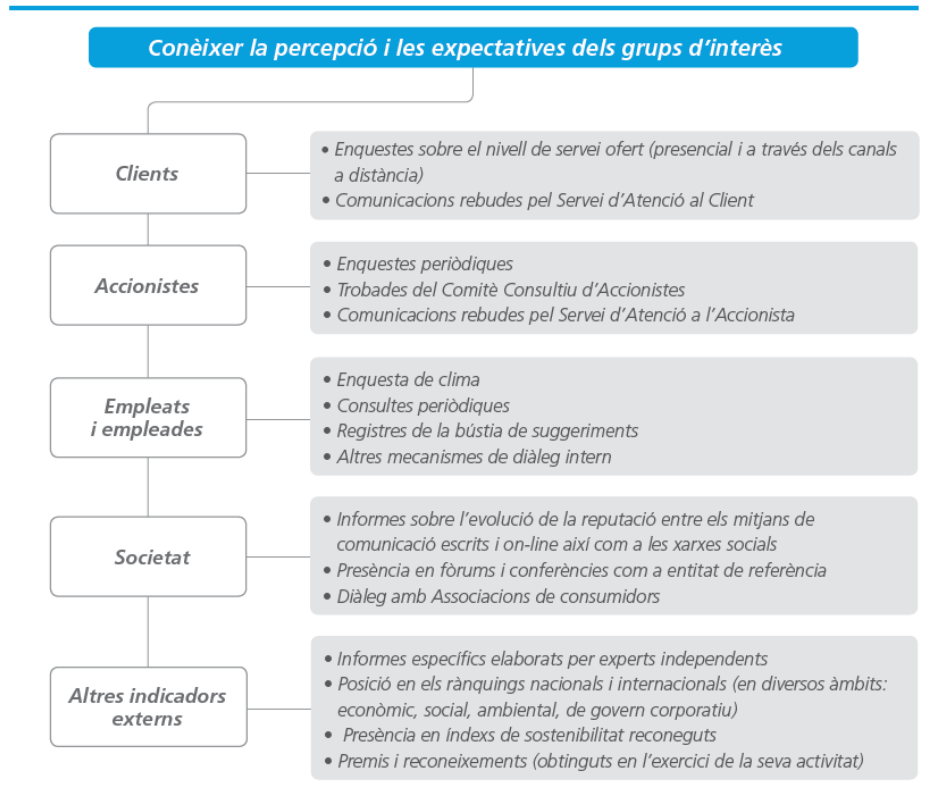 Conèixer la percepció i les expectatives dels grups d'interès
Clients
• Enquestes sobre el nivell de servei ofert (presencial i a través dels canals
a distància)
• Comunicacions rebudes pel Servei d'Atenció al Client
Accionistes
• Enquestes periòdiques
• Trobades del Comitè Consultiu d'Accionistes
• Comunicacions rebudes pel Servei d'Atenció a l'Accionista
Empleats
i empleades
• Enquesta de clima
• Consultes periòdiques
• Registres de la bústia de suggeriments
• Altres mecanismes de diàleg intern
Societat
• Informes sobre l'evolució de la reputació entre els mitjans de
comunicació escrits i on-line així com a les xarxes socials
• Presència en fòrums i conferències com a entitat de referència
• Diàleg amb Associacions de consumidors
Altres indicadors
externs
• Informes específics elaborats per experts independents
• Posició en els rànquings nacionals i internacionals (en diversos àmbits:
econòmic, social, ambiental, de govern corporatiu)
• Presència en índexs de sostenibilitat reconeguts
• Premis i reconeixements (obtinguts en l'exercici de la seva activitat)